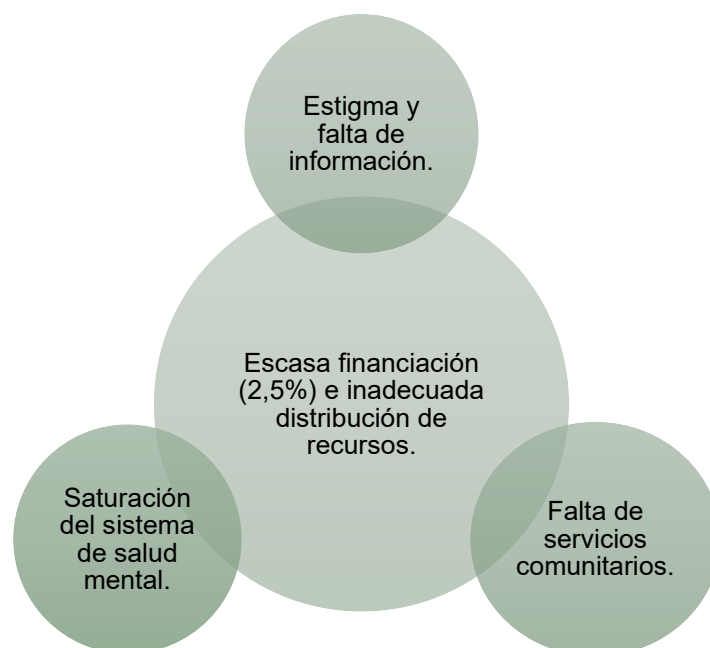 Estigma y
falta de
información.
Escasa financiación
(2,5%) e inadecuada
distribución de
recursos.
Saturación
del sistema
de salud
mental.
Falta de
servicios
comunitarios.